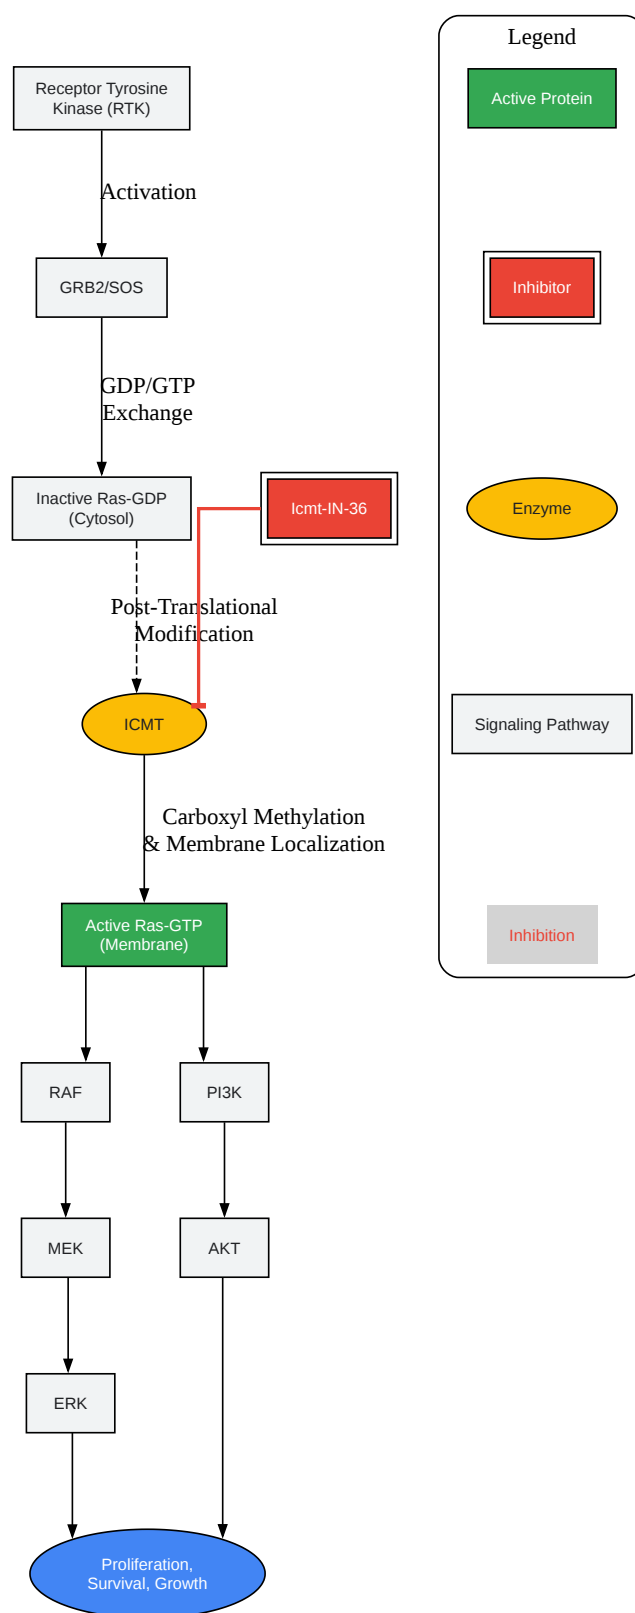 Receptor Tyrosine
Kinase (RTK)
Activation
GRB2/SOS
GDP/GTP
Exchange
Inactive Ras-GDP
(Cytosol)
Icmt-IN-36
Post-Translational
Modification
ICMT
Carboxyl Methylation
& Membrane Localization
Active Ras-GTP
(Membrane)
RAF
PI3K
MEK
AKT
ERK
Proliferation,
Survival, Growth
Legend
Active Protein
Inhibitor
Enzyme
Signaling Pathway
Inhibition